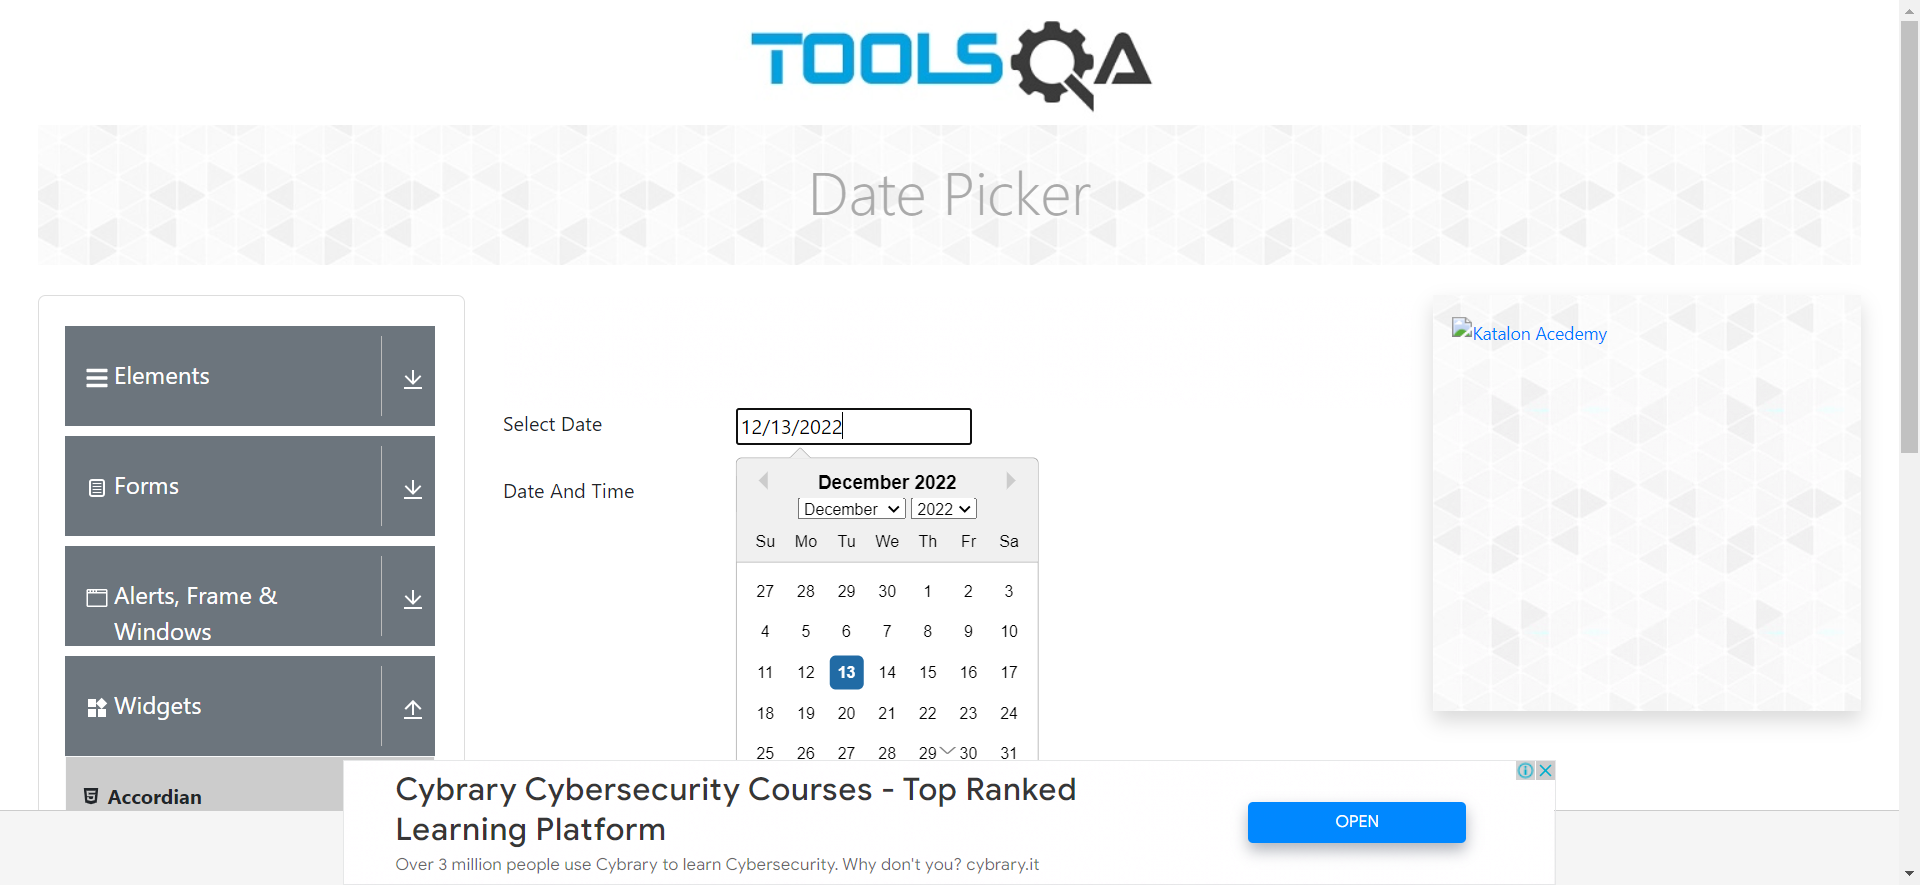 TOOLSQA
Date Picker
Elements
Forms
Alerts, Frame &
Windows
Widgets
Accordian
Select Date
12/13/2022
Date And Time
December 2022
December 2022
Su Mo Tu We Th Fr Sa
27 28 29 30 1 2 3
4 5 6 7 8 9 10
11 12 13 14 15 16 17
18 19 20 21 22 23 24
25 26 27 28 29 30 31
Katalon Acedemy
Cybrary Cybersecurity Courses - Top Ranked
Learning Platform
Over 3 million people use Cybrary to learn Cybersecurity. Why don't you? cybrary.it
OPEN